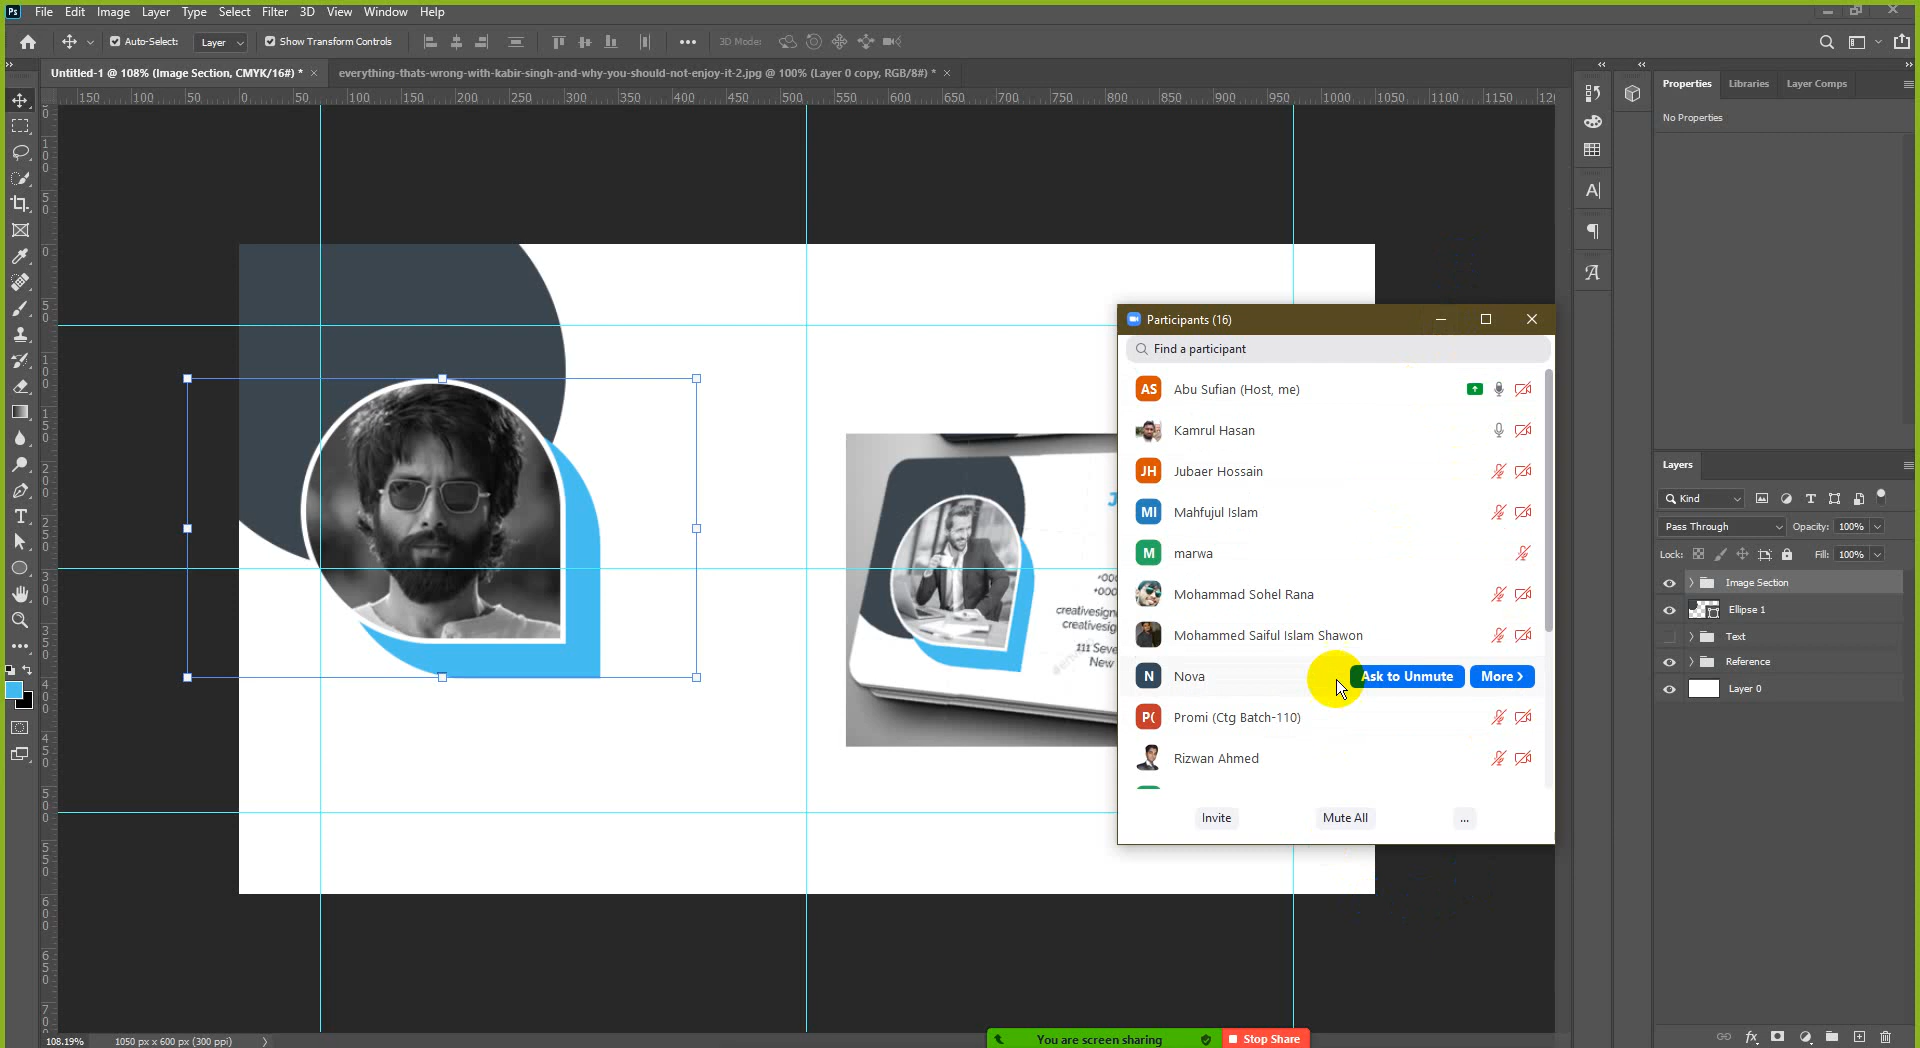 Ps File Edit Image Layer Type Select Filter 3D View Window Help
Auto-Select: Layer Show Transform Controls 3D Mode:
Untitled-1 @ 108% (Image Section, CMYK/16#) * × everything-thats-wrong-with-kabir-singh-and-why-you-should-not-enjoy-it-2.jpg @ 100% (Layer 0 copy, RGB/8#) * ×
150 100 50 0 50 100 150 200 250 300 350 400 450 500 550 600 650 700 750 800 850 900 950 1000 1050 1100 1150
Properties Libraries Layer Comps
No Properties
Participants (16)
Find a participant
AS Abu Sufian (Host, me)
Kamrul Hasan
JH Jubaer Hossain
MI Mahfujul Islam
M marwa
Mohammad Sohel Rana
Mohammed Saiful Islam Shawon
N Nova Ask to Unmute More >
P( Promi (Ctg Batch-110)
Rizwan Ahmed
Invite Mute All ...
J
+000
creativesign
creativesig
111 Seve
New
Layers
Kind
Pass Through Opacity: 100%
Lock: Fill: 100%
Image Section
Ellipse 1
Text
Reference
Layer 0
108.19% 1050 px x 600 px (300 ppi)
You are screen sharing Stop Share